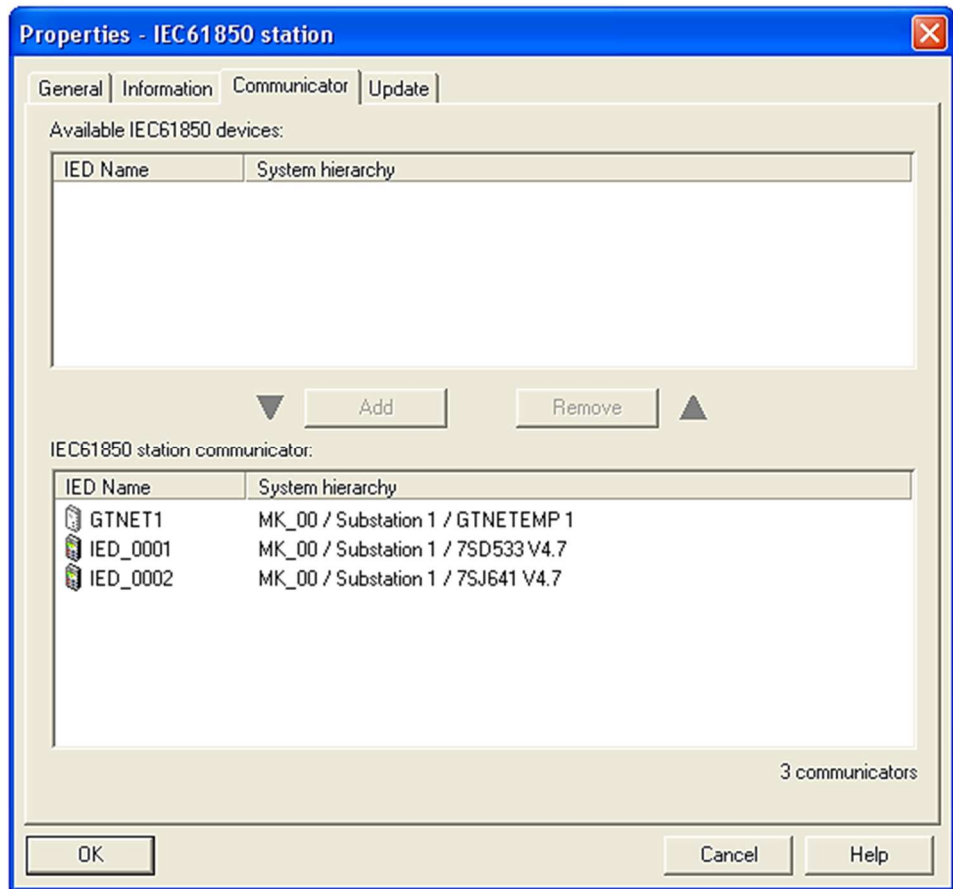 Properties - IEC61850 station
General Information Communicator Update
Available IEC61850 devices:
IED Name System hierarchy
Add Remove
IEC61850 station communicator:
IED Name System hierarchy
GTNET1 MK_00 / Substation 1 / GTNETEMP 1
IED_0001 MK_00 / Substation 1 / 7SD533 V4.7
IED_0002 MK_00 / Substation 1 / 7SJ641 V4.7
3 communicators
OK Cancel Help